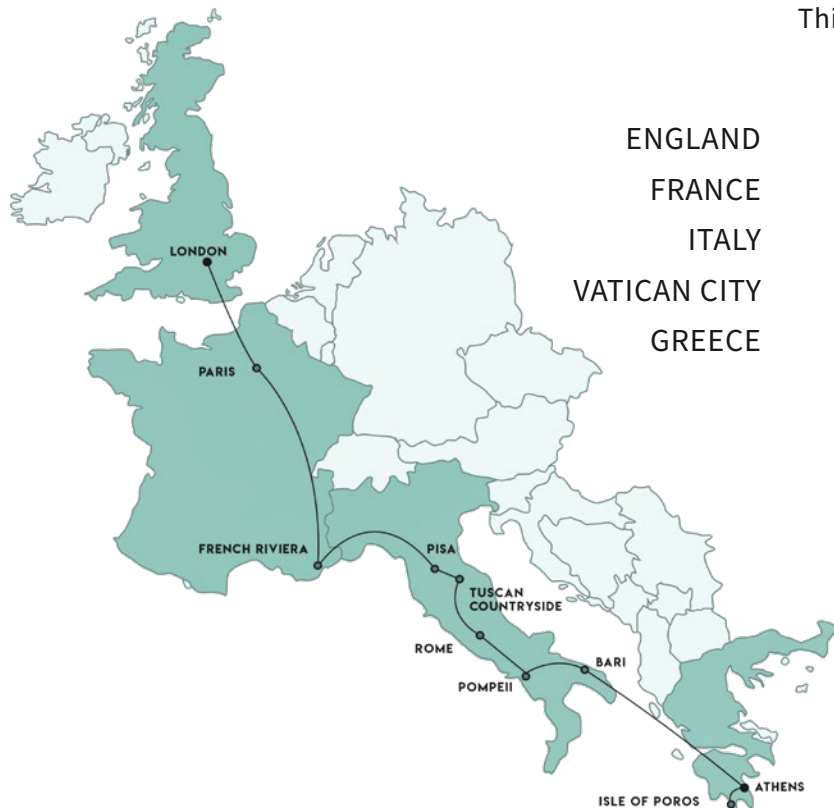 Thi
ENGLAND
FRANCE
ITALY
VATICAN CITY
GREECE
LONDON
PARIS
FRENCH RIVIERA
PISA
TUSCAN
COUNTRYSIDE
ROME
BARI
POMPEII
ATHENS
ISLE OF POROS